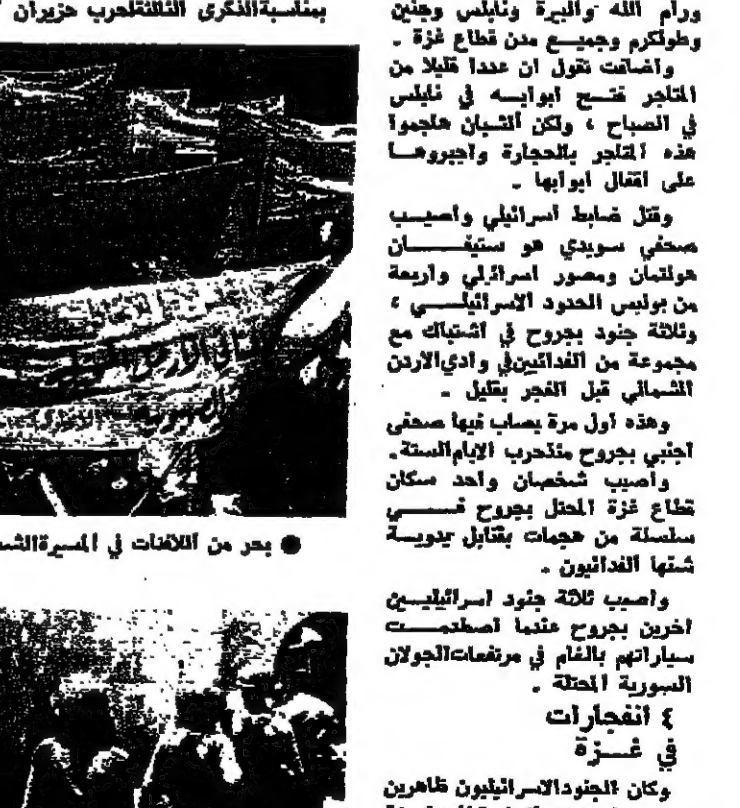 ورام الله والبيرة ونابلس وجنين
وطولكرم وجميع مدن قطاع غزة .
واضافت تقول ان عددا قليلا من
المتاجر فتح ابوابه في نابلس
في الصباح ، ولكن الشبان هاجموا
هذه المتاجر بالحجارة واجبروها
على اقفال ابوابها .
وقتل ضابط اسرائيلي واصيب
صحفي سويدي هو ستيفان
هولتمان ومصور اسرائيلي واربعة
من بوليس الحدود الاسرائيلي ،
وثلاثة جنود بجروح في اشتباك مع
مجموعة من الفدائيين في وادي الاردن
الشمالي قبل الفجر بقليل .
وهذه اول مرة يصاب فيها صحفي
اجنبي بجروح منذ حرب الايام الستة .
واصيب شخصان واحد سكان
قطاع غزة المحتل بجروح في
سلسلة من هجمات بقنابل يدوية
شنها الفدائيون .
واصيب ثلاثة جنود اسرائيليين
اخرين بجروح عندما اصطدمت
سياراتهم بالغام في مرتفعات الجولان
السورية المحتلة .
٤ انفجارات
في غزة
وكان الجنود الاسرائيليون ظاهرين
بمناسبة الذكرى الثالثة لحرب حزيران
● بحر من اللافتات في المسيرة